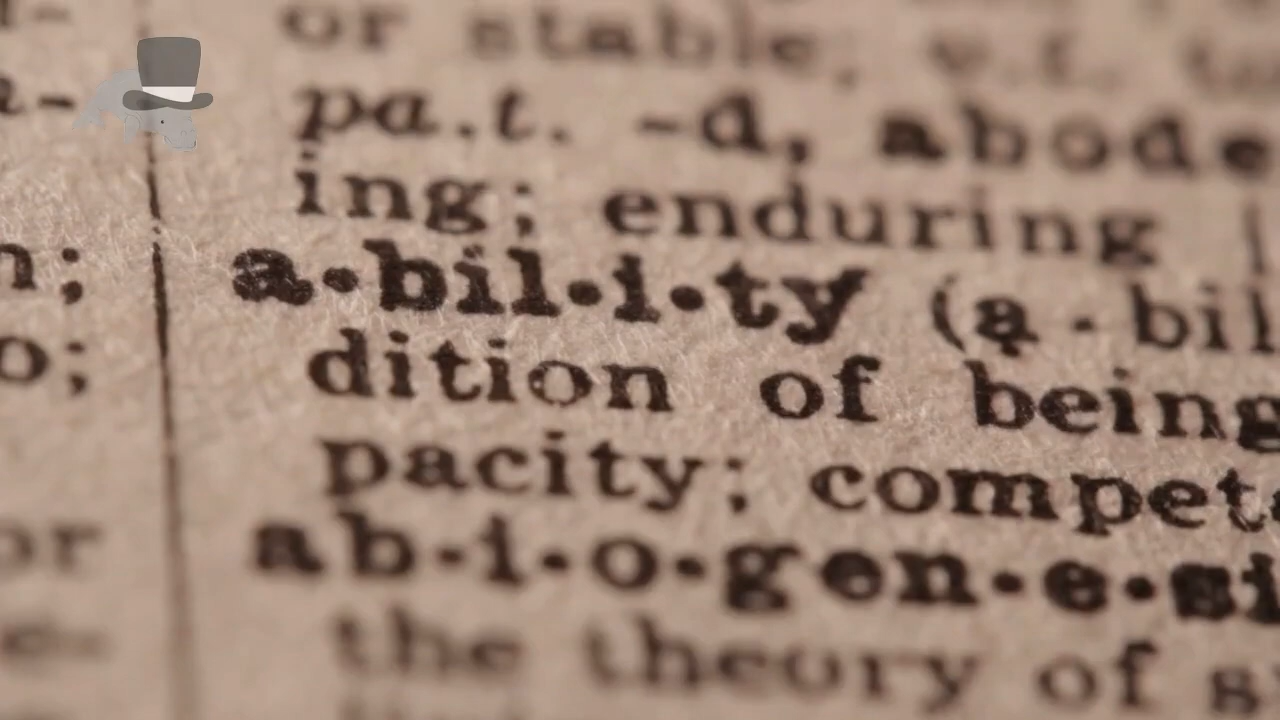 or stable,
a- pa.t. -d, abode
ing; enduring
n; a·bil·i·ty (a̤ - bil
o; dition of being
pacity; compet
or ab·i·o·gen·e·si
the theory of s